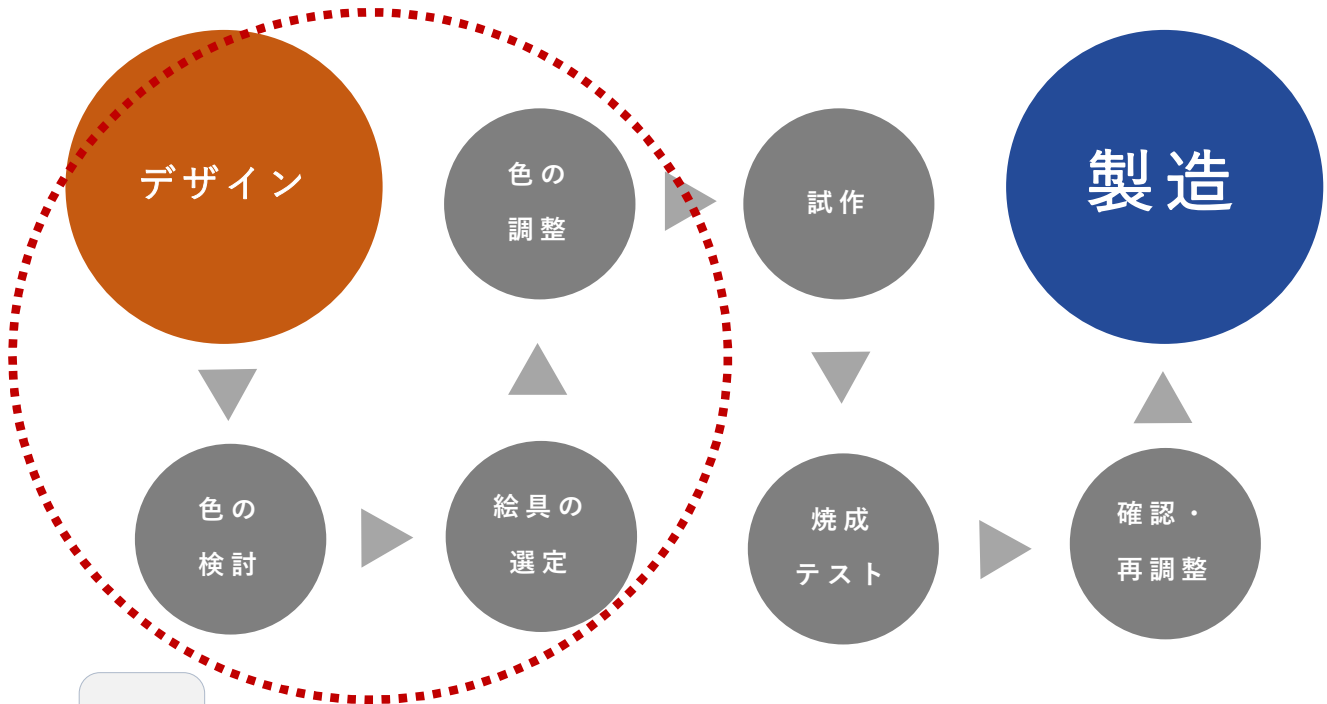 デザイン
色の
検討
絵具の
選定
色の
調整
試作
焼成
テスト
確認・
再調整
製造